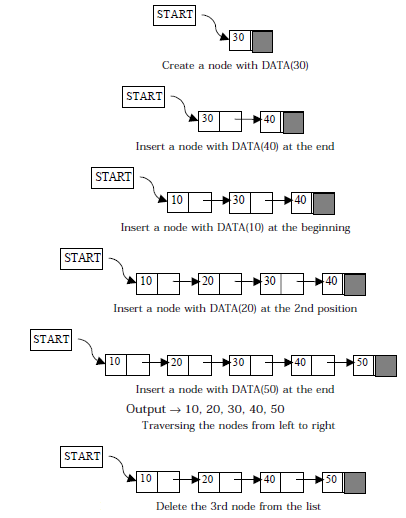 START
30
Create a node with DATA(30)
START
30 40
Insert a node with DATA(40) at the end
START
10 30 40
Insert a node with DATA(10) at the beginning
START
10 20 30 40
Insert a node with DATA(20) at the 2nd position
START
10 20 30 40 50
Insert a node with DATA(50) at the end
Output → 10, 20, 30, 40, 50
Traversing the nodes from left to right
START
10 20 40 50
Delete the 3rd node from the list